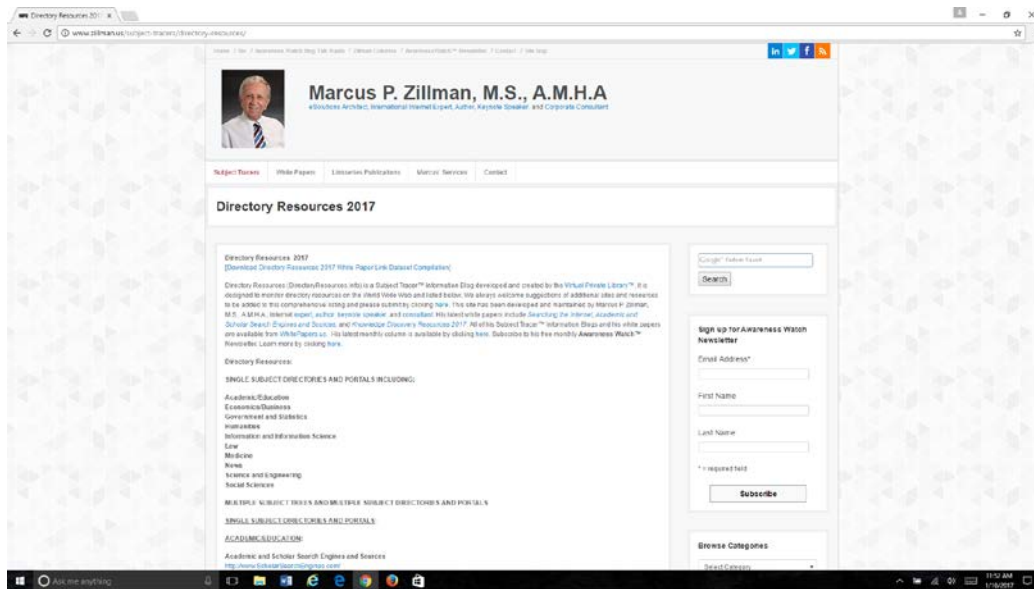 Directory Resources 201
www.zillman.us/subject-tracers/directory-resources/
Home / Bio / Awareness Watch Blog Talk Radio / Zillman Columns / AwarenessWatch™ Newsletter / Contact / Site Map
Marcus P. Zillman, M.S., A.M.H.A
eSolutions Architect, International Internet Expert, Author, Keynote Speaker, and Corporate Consultant
Subject Tracers White Papers Linkseries Publications Marcus' Services Contact
Directory Resources 2017
Directory Resources 2017
[Download Directory Resources 2017 White Paper Link Dataset Compilation]
Directory Resources (DirectoryResources.info) is a Subject Tracer™ Information Blog developed and created by the Virtual Private Library™. It is
designed to monitor directory resources on the World Wide Web and listed below. We always welcome suggestions of additional sites and resources
to be added to this comprehensive listing and please submit by clicking here. This site has been developed and maintained by Marcus P. Zillman,
M.S., A.M.H.A., Internet expert, author, keynote speaker, and consultant. His latest white papers include Searching the Internet, Academic and
Scholar Search Engines and Sources, and Knowledge Discovery Resources 2017. All of his Subject Tracer™ Information Blogs and his white papers
are available from WhitePapers.us. His latest monthly column is available by clicking here. Subscribe to his free monthly Awareness Watch™
Newsletter. Learn more by clicking here.
Directory Resources:
SINGLE SUBJECT DIRECTORIES AND PORTALS INCLUDING:
Academic/Education
Economics/Business
Government and Statistics
Humanities
Information and Information Science
Law
Medicine
News
Science and Engineering
Social Sciences
MULTIPLE SUBJECT TREES AND MULTIPLE SUBJECT DIRECTORIES AND PORTALS
SINGLE SUBJECT DIRECTORIES AND PORTALS
ACADEMIC/EDUCATION:
Academic and Scholar Search Engines and Sources
http://www.ScholarSearchEngines.com/
Google™ Custom Search
Search
Sign up for Awareness Watch
Newsletter
Email Address*
First Name
Last Name
* = required field
Subscribe
Browse Categories
Select Category
Ask me anything
11:52 AM
1/16/2017